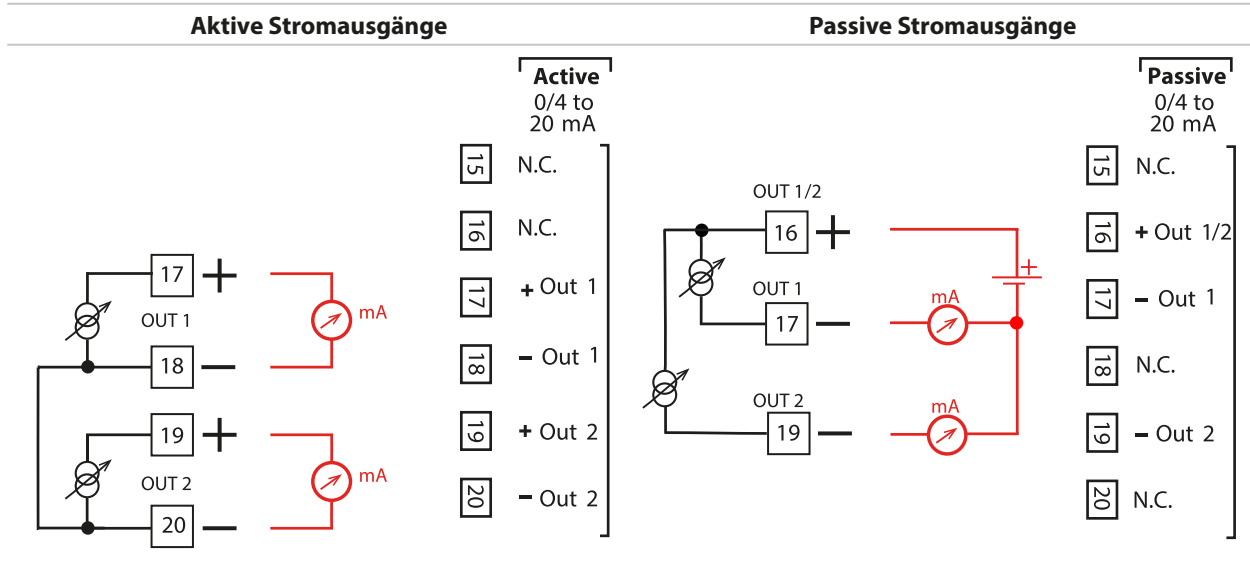 Aktive Stromausgänge
Active
0/4 to
20 mA
15 N.C.
16 N.C.
17 + Out 1
18 − Out 1
19 + Out 2
20 − Out 2
17 +
OUT 1
mA
18 −
19 +
OUT 2
mA
20 −
Passive Stromausgänge
Passive
0/4 to
20 mA
15 N.C.
16 + Out 1/2
17 − Out 1
18 N.C.
19 − Out 2
20 N.C.
OUT 1/2
16 +
+
OUT 1
mA
17 −
OUT 2
mA
19 −